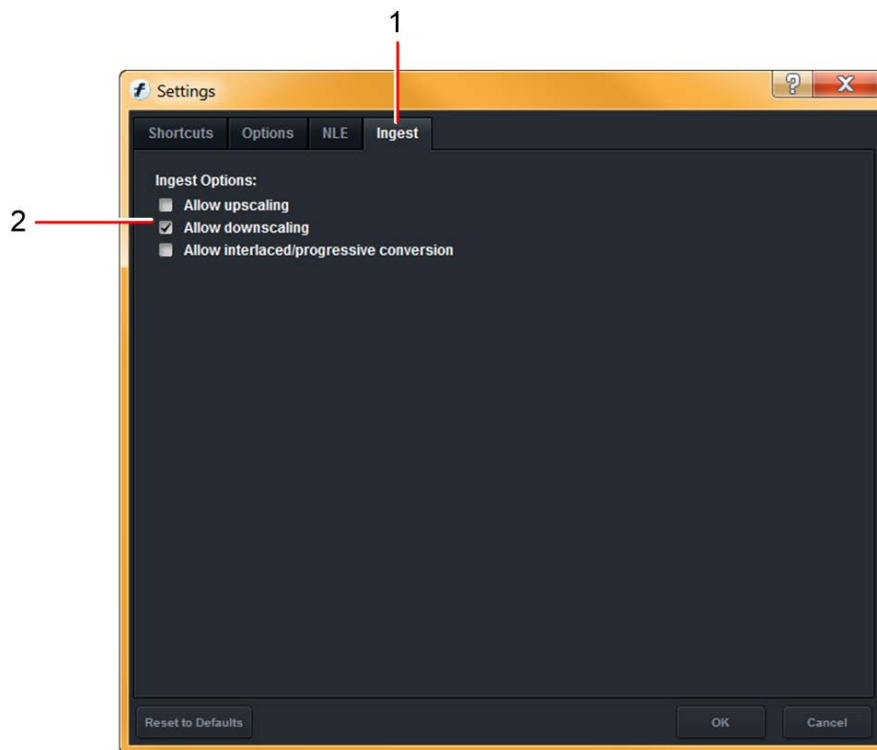 1
Settings
Shortcuts Options NLE Ingest
Ingest Options:
Allow upscaling
2
Allow downscaling
Allow interlaced/progressive conversion
Reset to Defaults OK Cancel